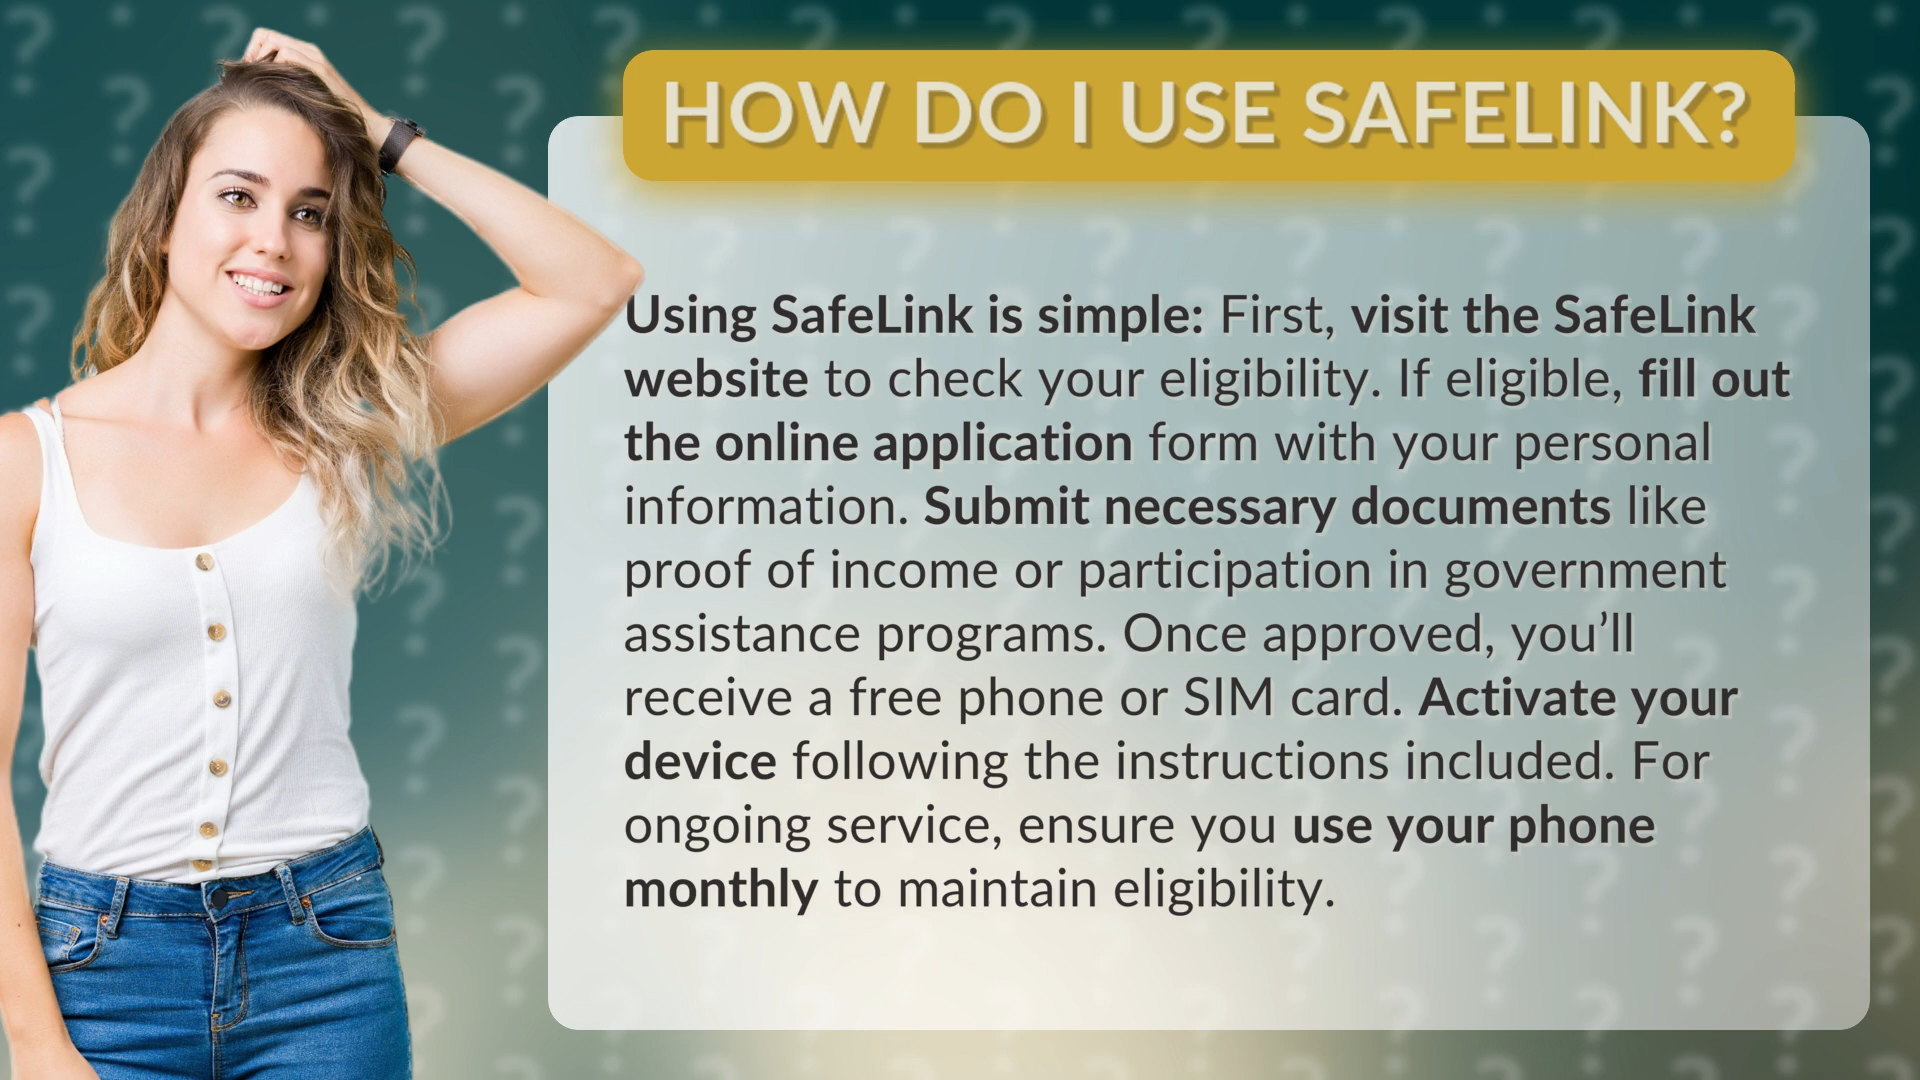 HOW DO I USE SAFELINK?
Using SafeLink is simple: First, visit the SafeLink
website to check your eligibility. If eligible, fill out
the online application form with your personal
information. Submit necessary documents like
proof of income or participation in government
assistance programs. Once approved, you’ll
receive a free phone or SIM card. Activate your
device following the instructions included. For
ongoing service, ensure you use your phone
monthly to maintain eligibility.